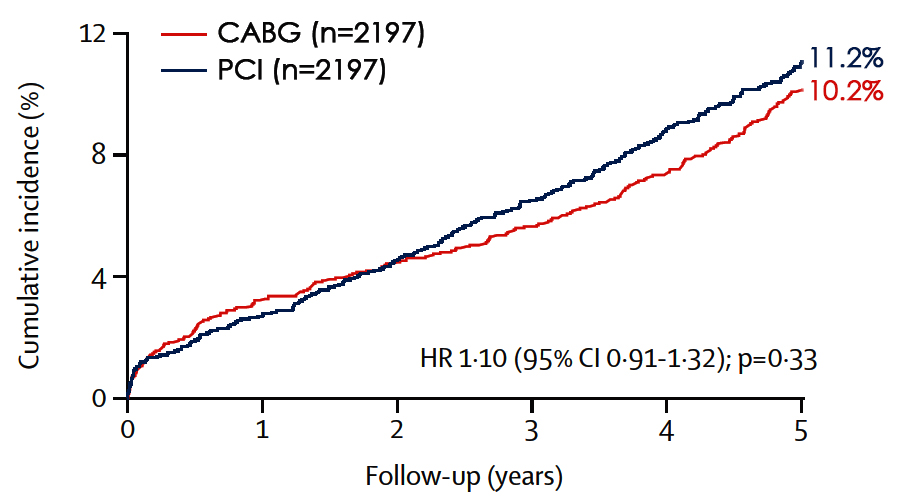 CABG (n=2197)
PCI (n=2197)
12
8
4
0
Cumulative incidence (%)
11.2%
10.2%
HR 1·10 (95% CI 0·91-1·32); p=0·33
0 1 2 3 4 5
Follow-up (years)